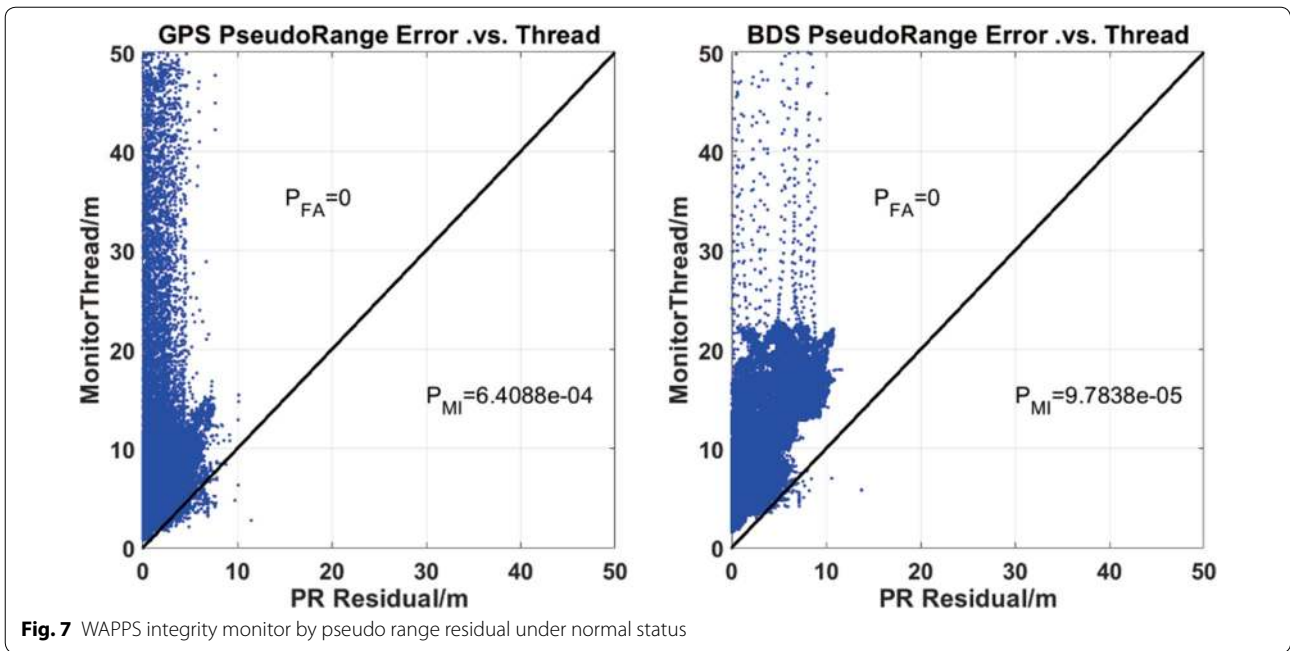 GPS PseudoRange Error .vs. Thread
50
40
30
20
10
0
MonitorThread/m
P_FA=0
P_MI=6.4088e-04
0 10 20 30 40 50
PR Residual/m
BDS PseudoRange Error .vs. Thread
50
40
30
20
10
0
MonitorThread/m
P_FA=0
P_MI=9.7838e-05
0 10 20 30 40 50
PR Residual/m
Fig. 7 WAPPS integrity monitor by pseudo range residual under normal status